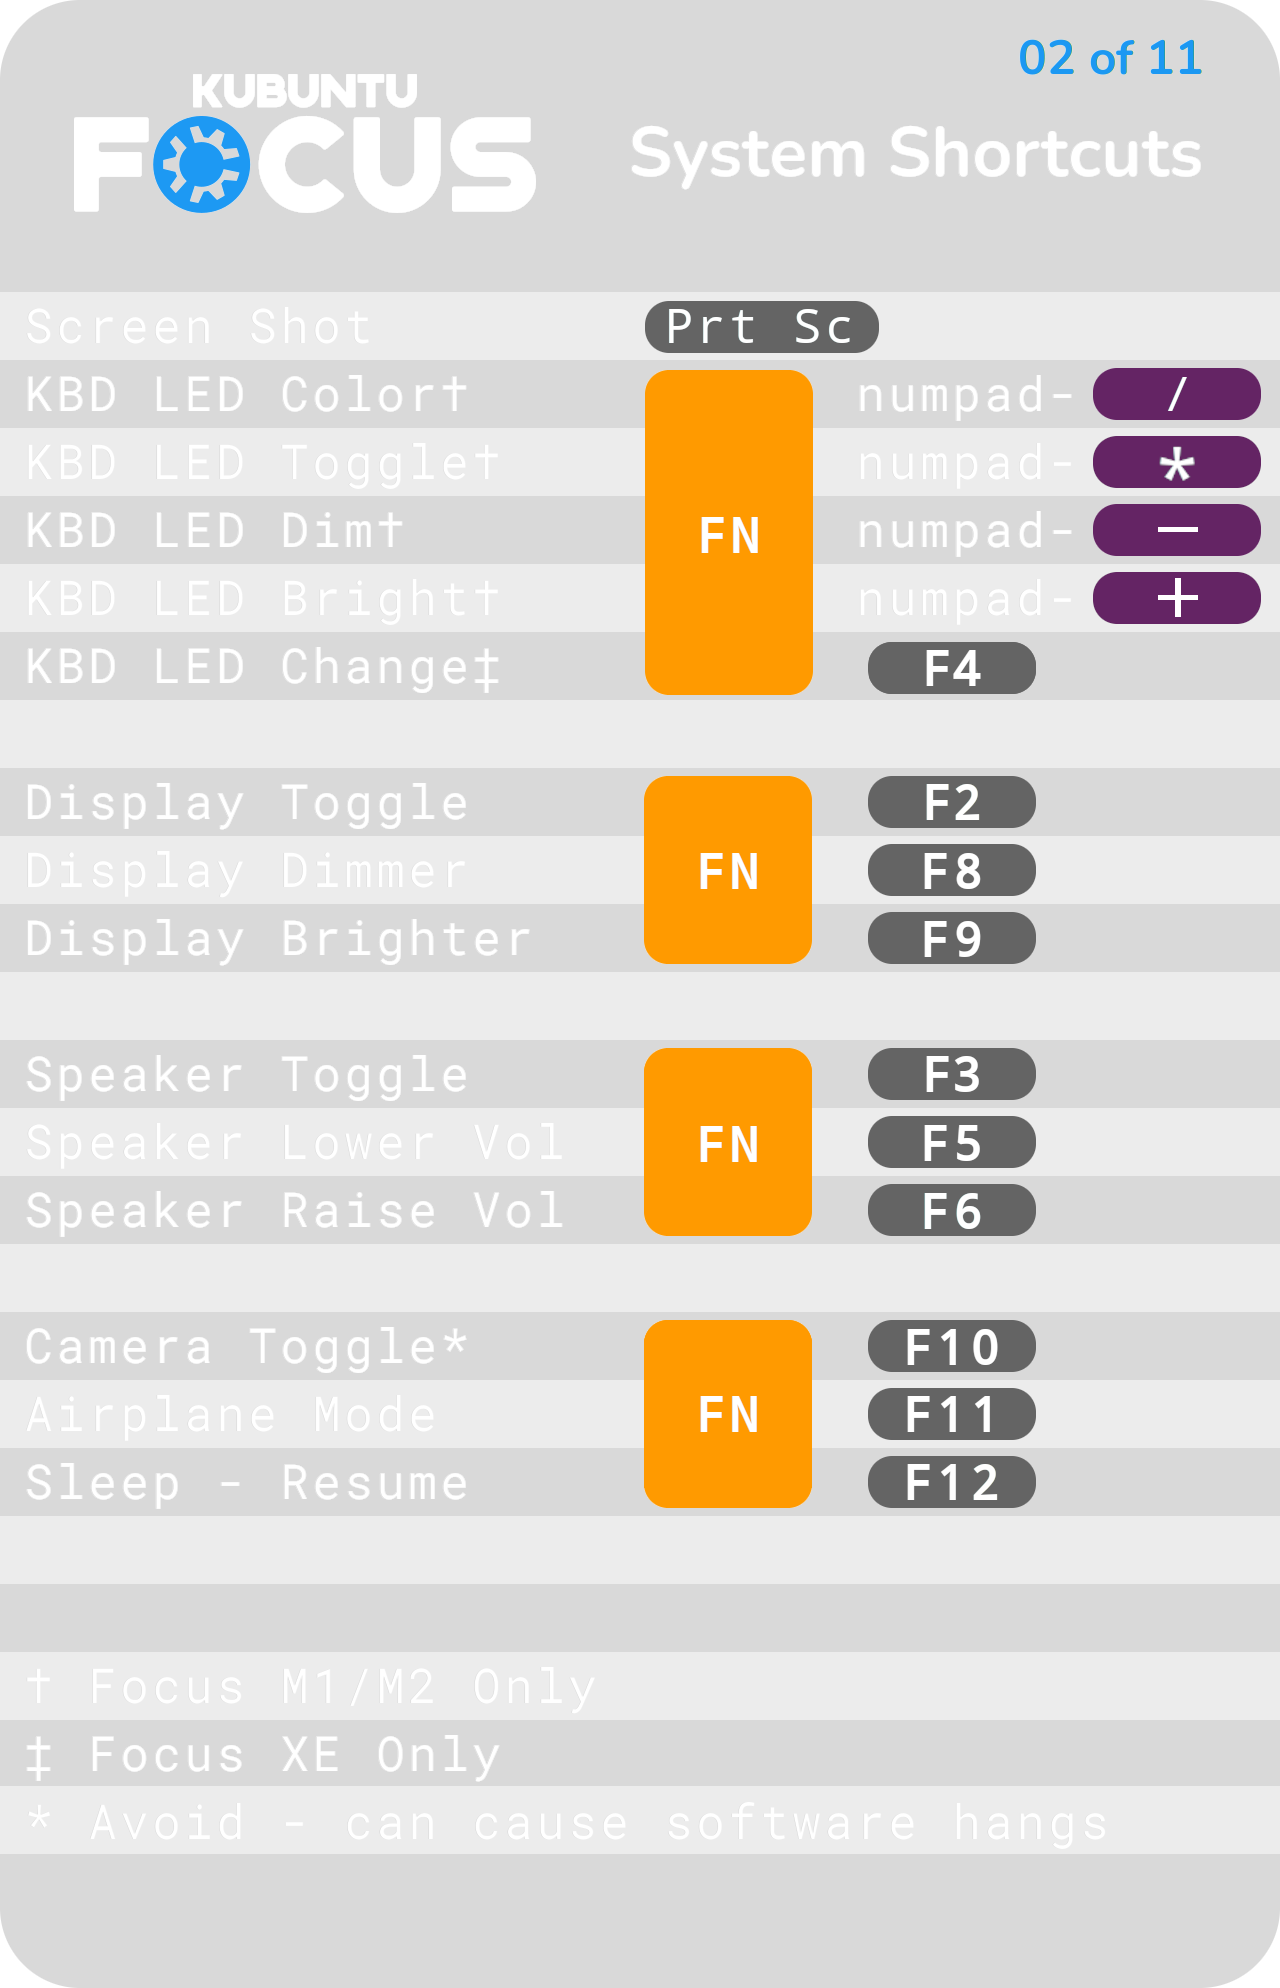 02 of 11
KUBUNTU
FOCUS
System Shortcuts
Screen Shot Prt Sc
KBD LED Color† numpad- /
KBD LED Toggle† numpad- *
KBD LED Dim† FN numpad- −
KBD LED Bright† numpad- +
KBD LED Change‡ F4
Display Toggle F2
Display Dimmer FN F8
Display Brighter F9
Speaker Toggle F3
Speaker Lower Vol FN F5
Speaker Raise Vol F6
Camera Toggle* F10
Airplane Mode FN F11
Sleep - Resume F12
† Focus M1/M2 Only
‡ Focus XE Only
* Avoid - can cause software hangs